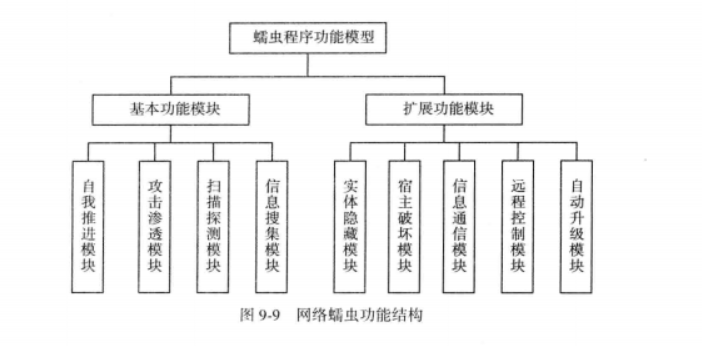 蠕虫程序功能模型
基本功能模块
扩展功能模块
自我推进模块
攻击渗透模块
扫描探测模块
信息搜集模块
实体隐藏模块
宿主破坏模块
信息通信模块
远程控制模块
自动升级模块
图 9-9 网络蠕虫功能结构